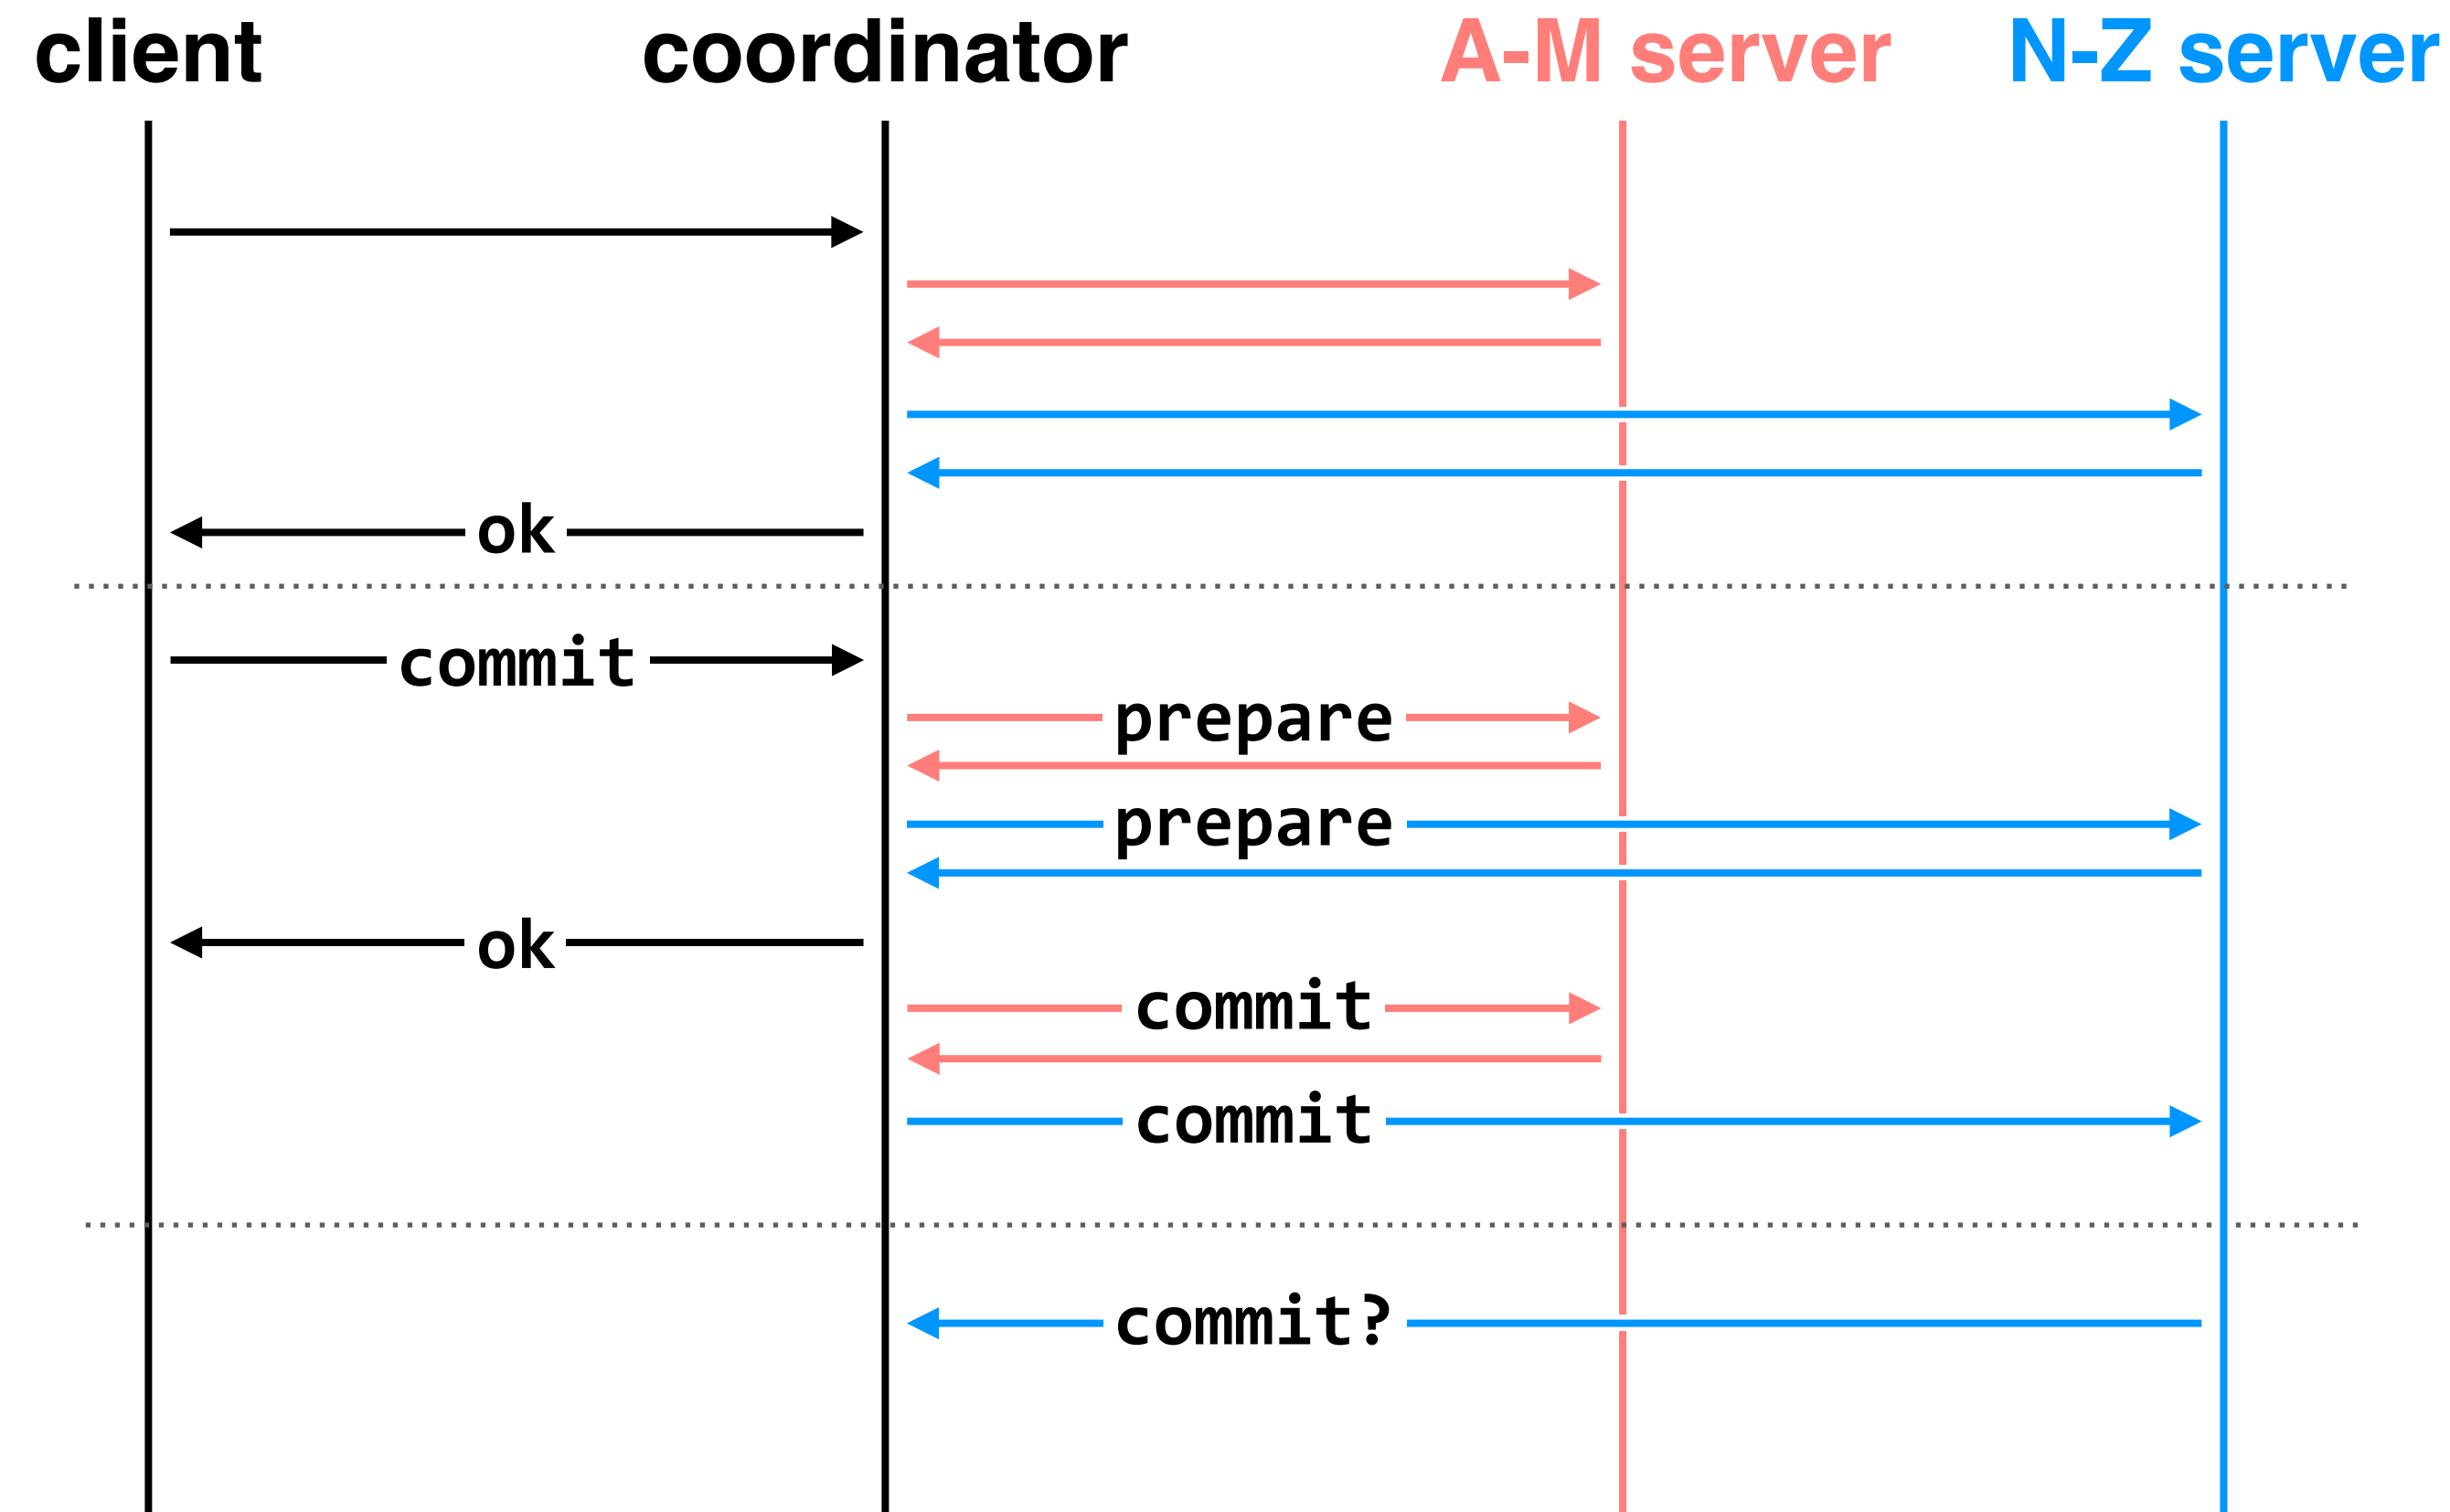 client coordinator A-M server N-Z server
ok
commit
prepare
prepare
ok
commit
commit
commit?